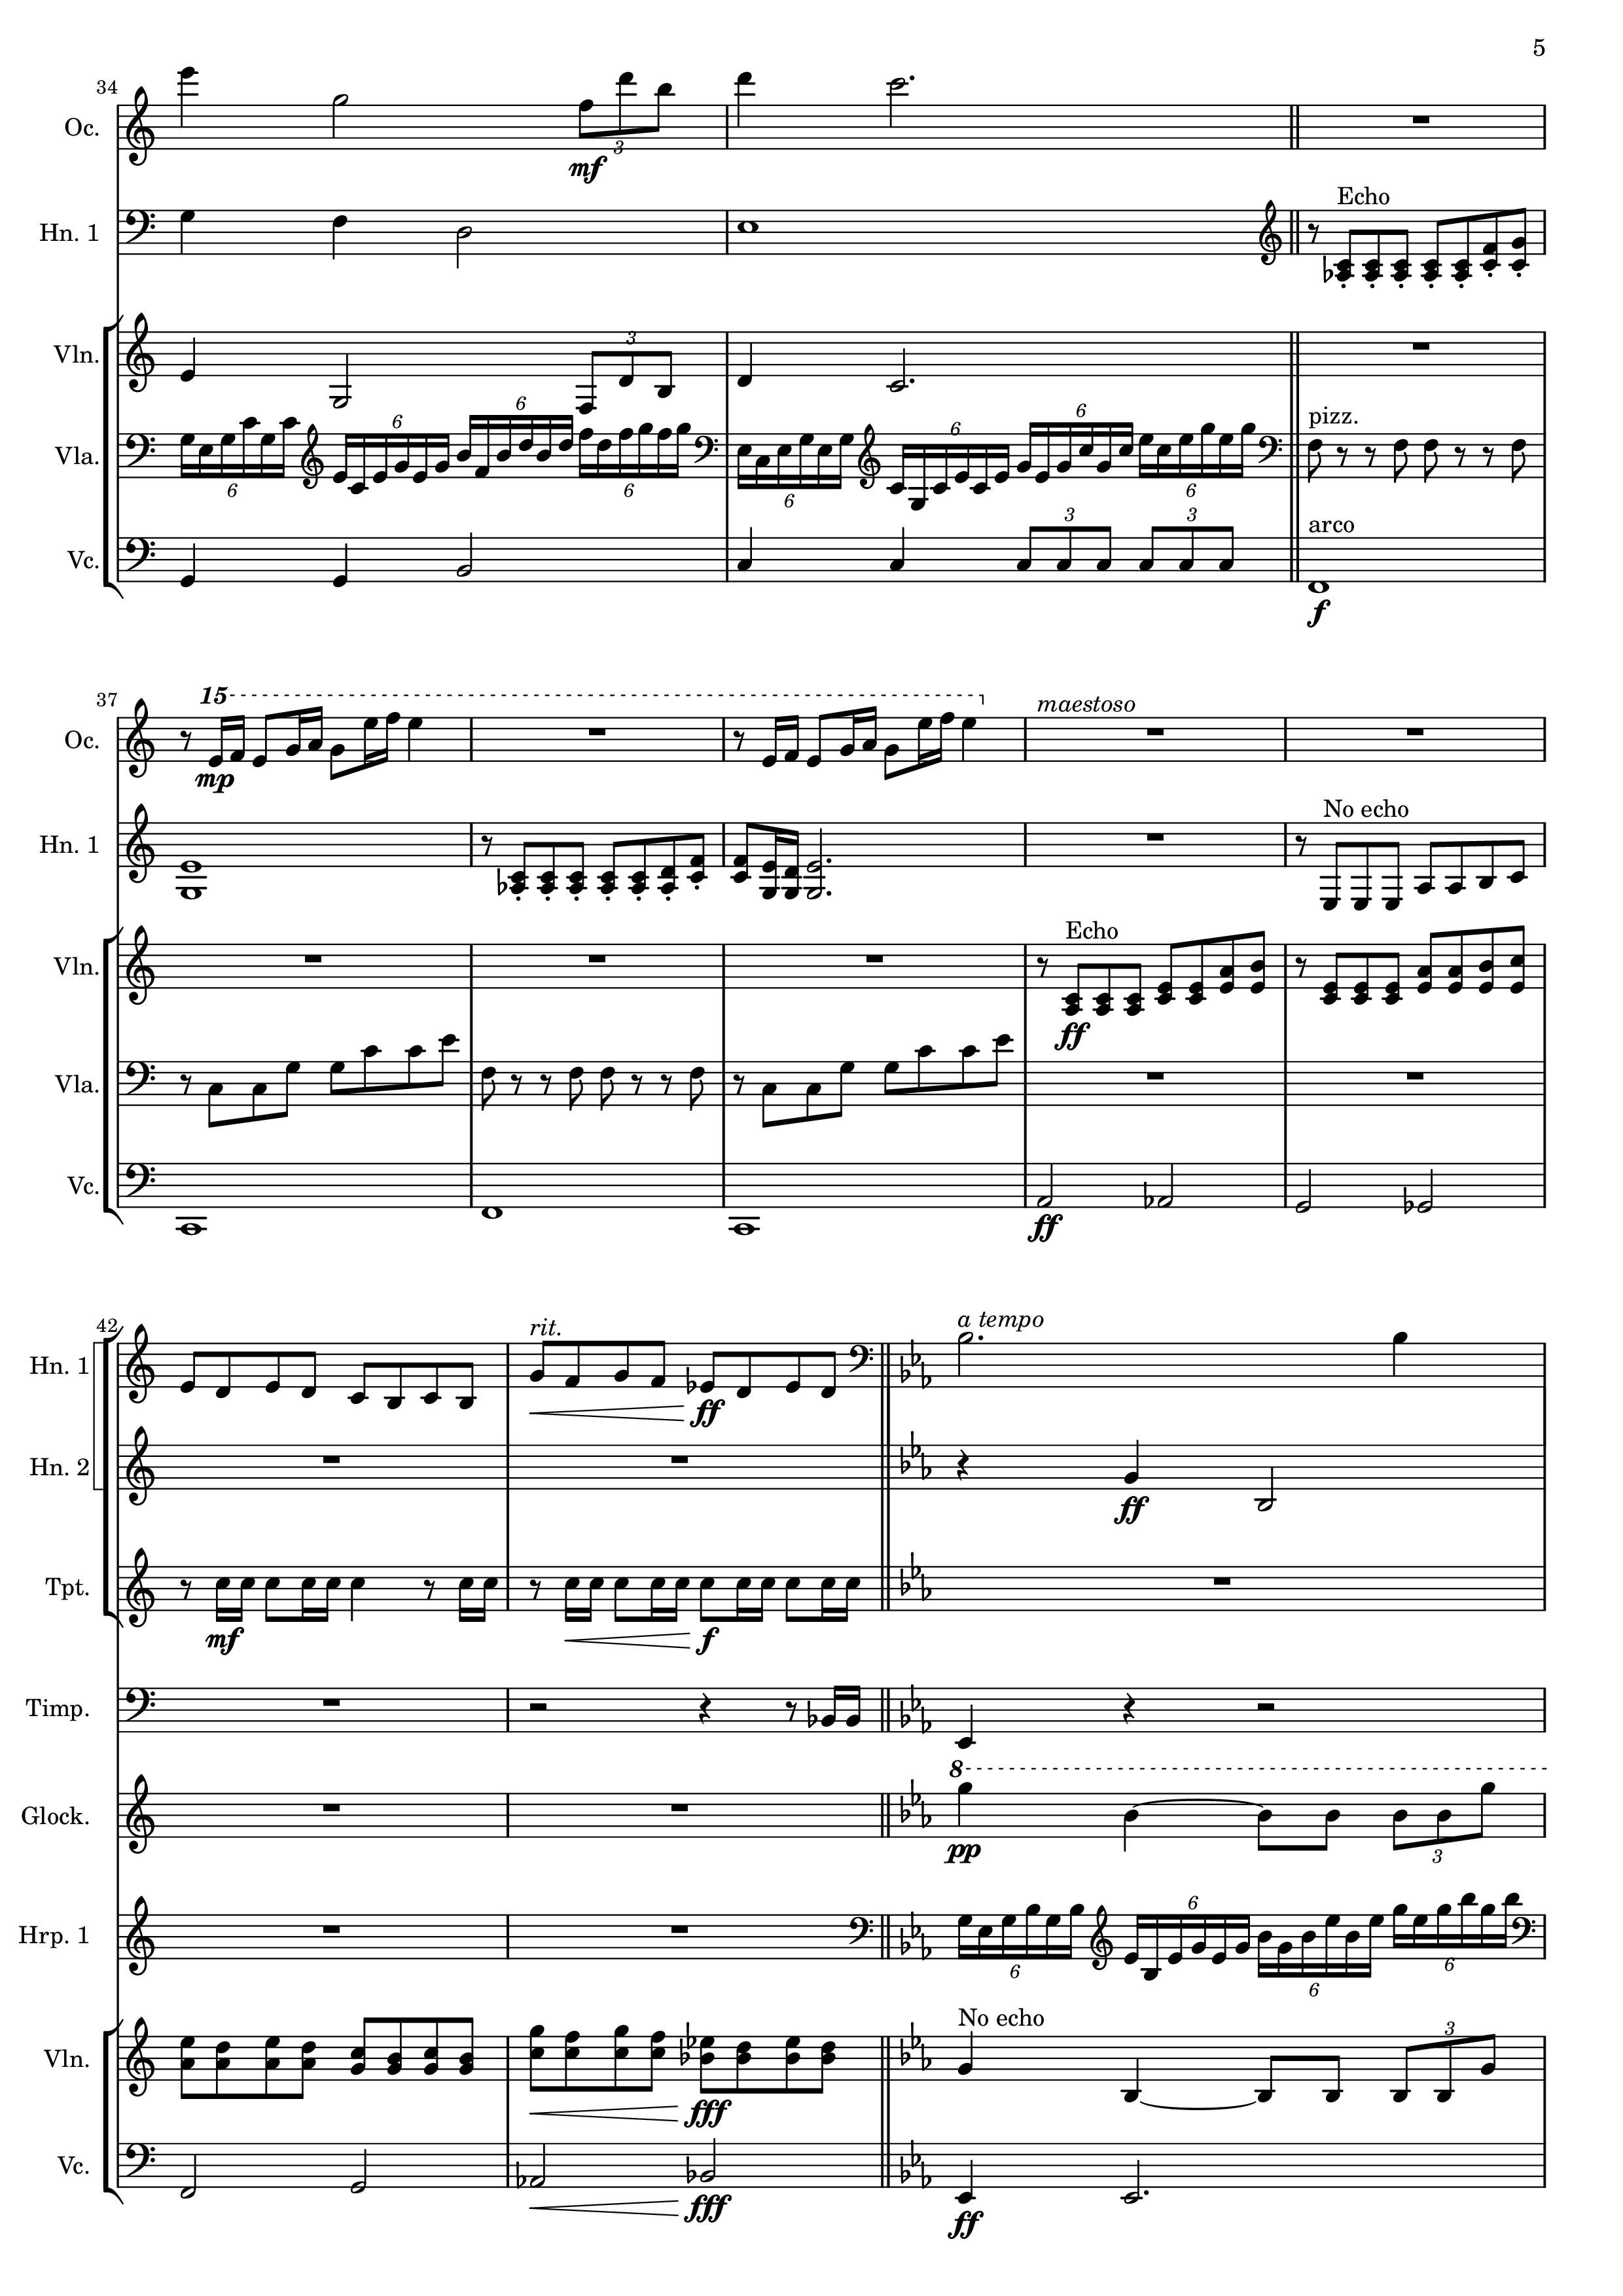 5
34
Oc.
3
mf
Echo
Hn. 1
3
Vln.
6 6
pizz.
Vla.
6 6
6 6
6
arco
3 3
Vc.
f
37
15
maestoso
Oc.
mp
No echo
Hn. 1
Echo
Vln.
ff
Vla.
Vc.
ff
42
rit.
a tempo
Hn. 1
ff
Hn. 2
ff
Tpt.
mf
f
Timp.
8
Glock.
pp
3
6
Hrp. 1
6 6 6
No echo
3
Vln.
fff
Vc.
fff
ff